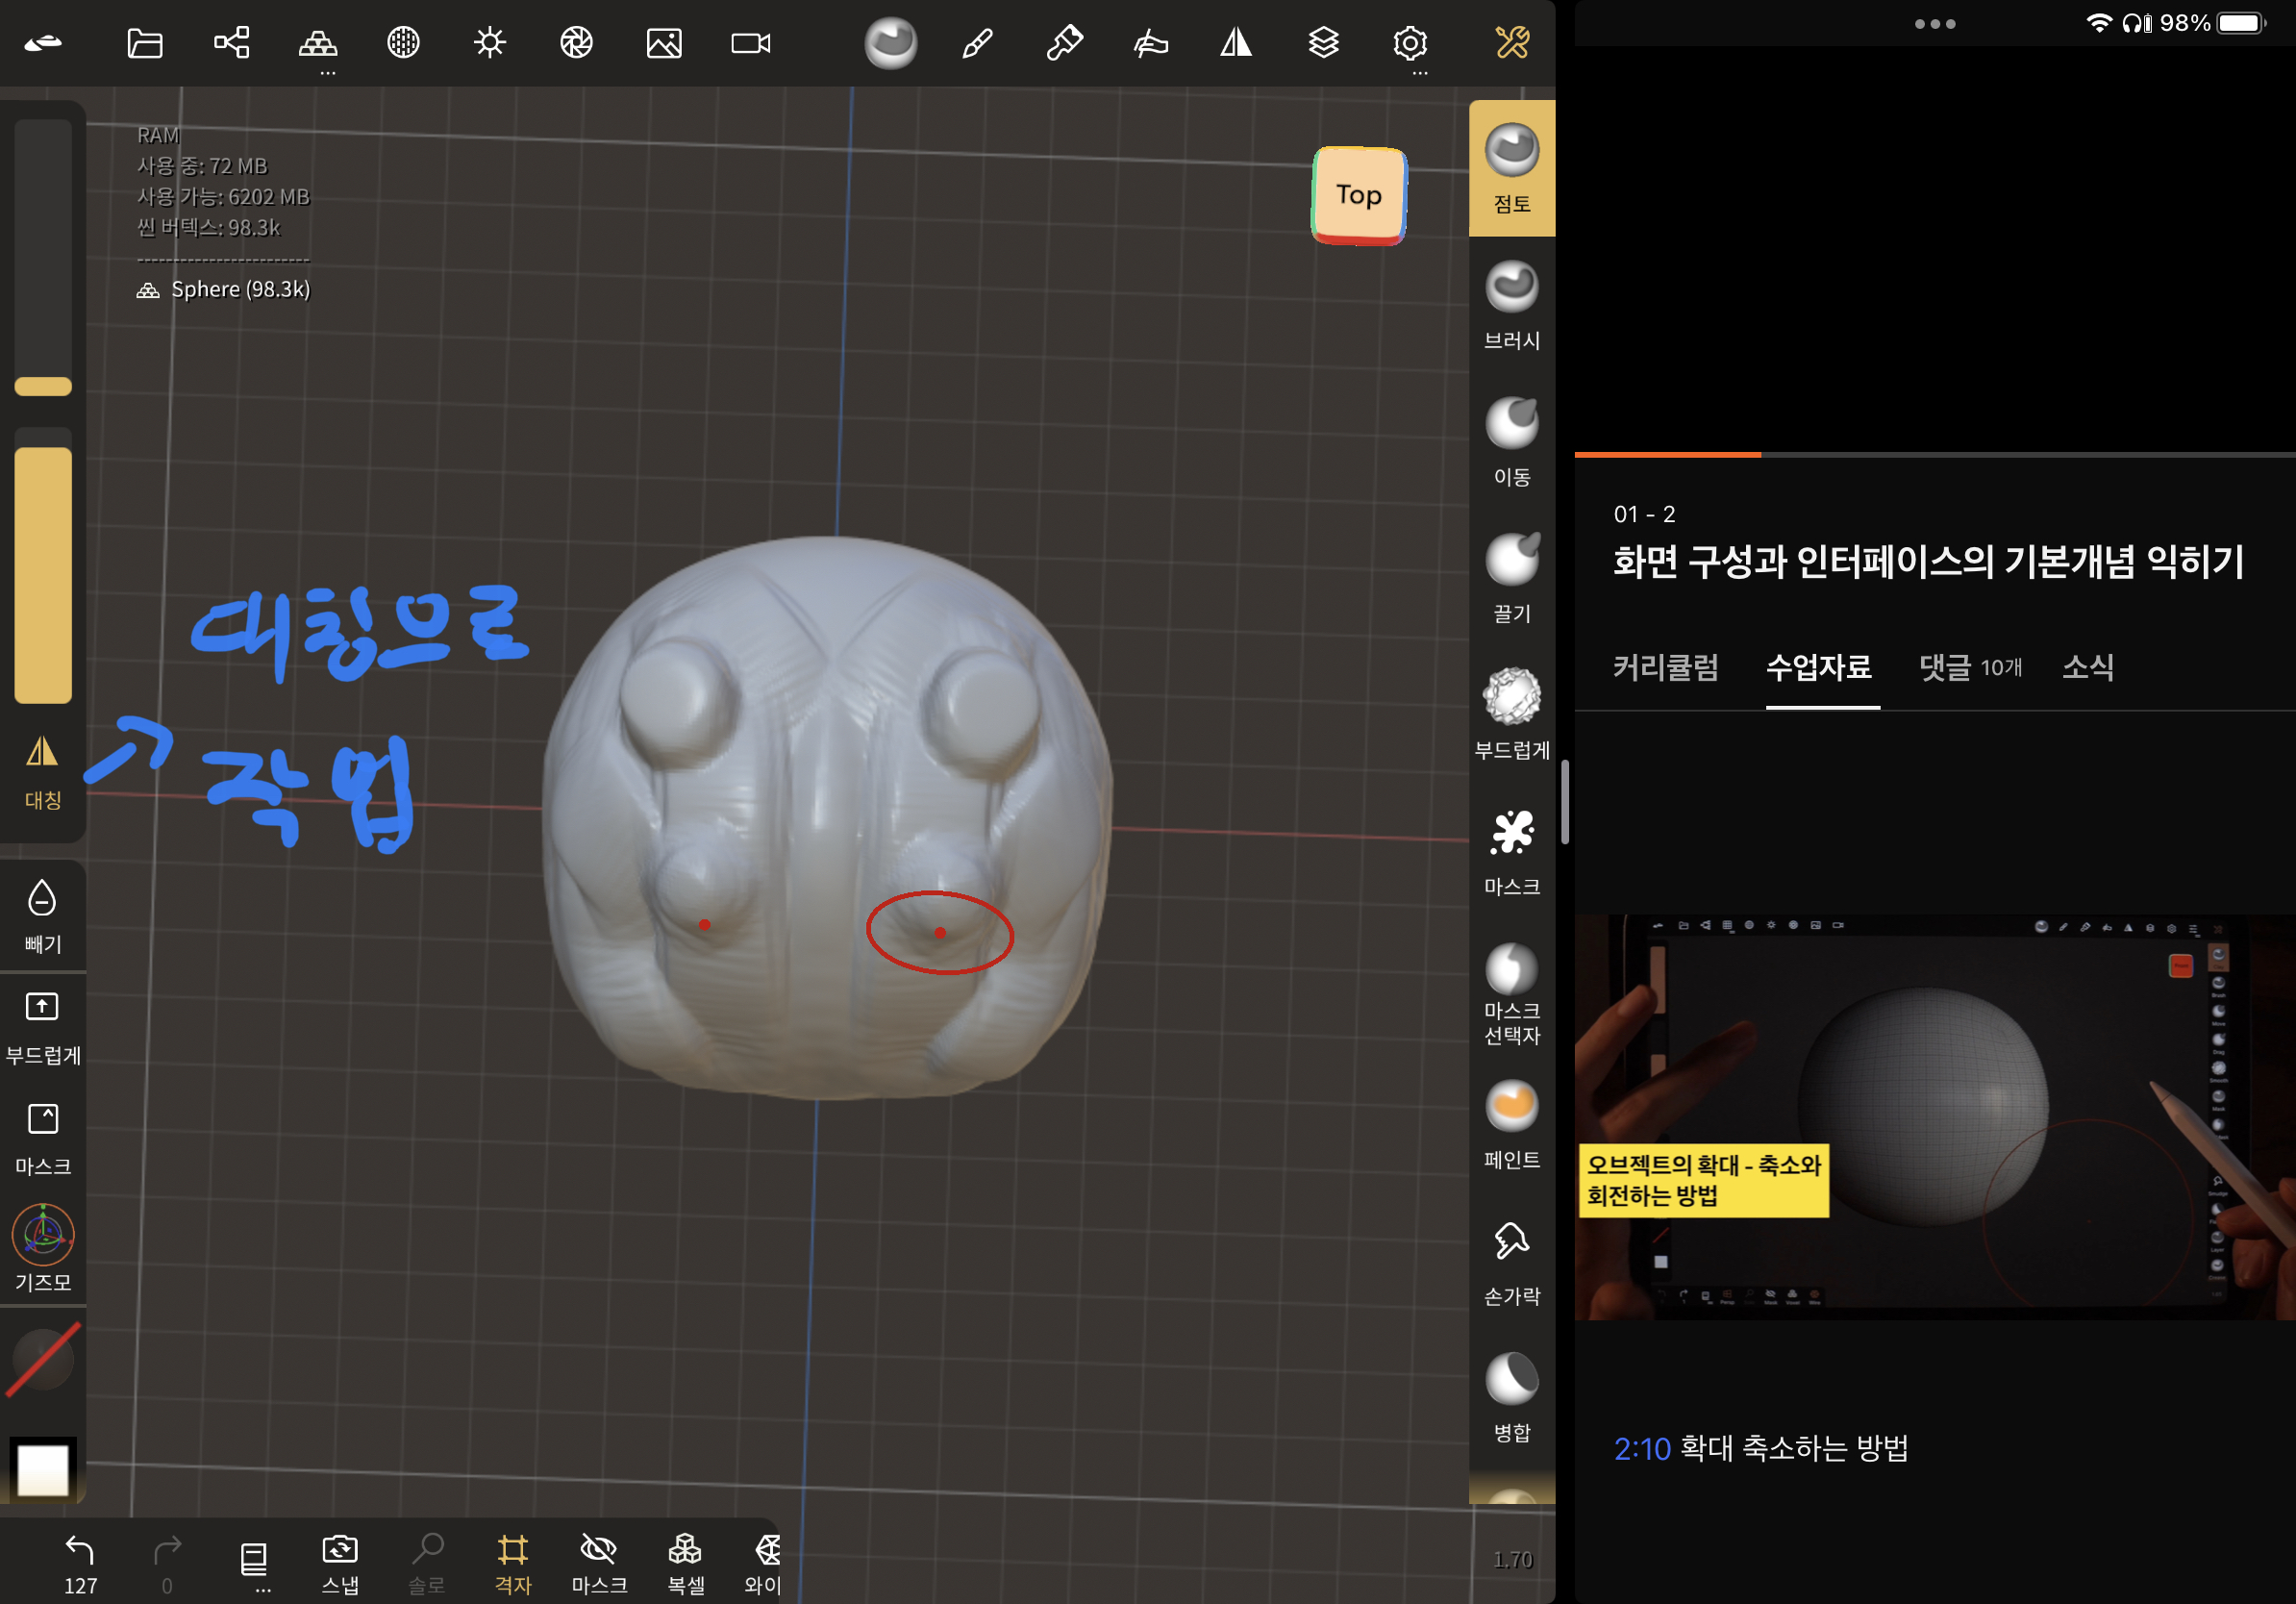 98%
RAM
사용 중: 72 MB
사용 가능: 6202 MB
씬 버텍스: 98.3k
------------------------
Sphere (98.3k)
Top
대칭으로
작업
대칭
빼기
부드럽게
마스크
기즈모
점토
브러시
이동
끌기
부드럽게
마스크
마스크
선택자
페인트
손가락
병합
1.70
127
0
스냅
솔로
격자
마스크
복셀
와이
01 - 2
화면 구성과 인터페이스의 기본개념 익히기
커리큘럼 수업자료 댓글 10개 소식
오브젝트의 확대 - 축소와
회전하는 방법
2:10 확대 축소하는 방법